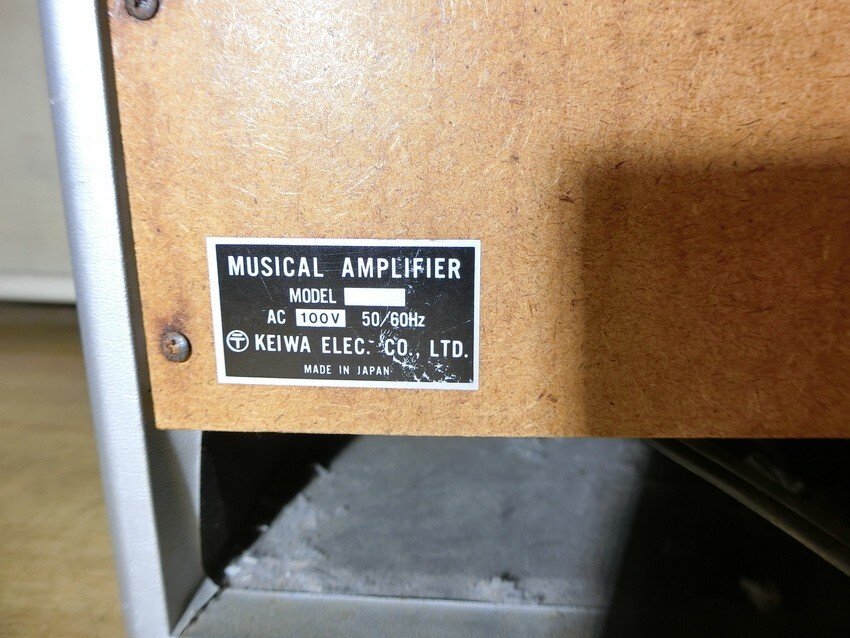 MUSICAL AMPLIFIER
MODEL
AC 100V 50/60Hz
KEIWA ELEC. CO., LTD.
MADE IN JAPAN